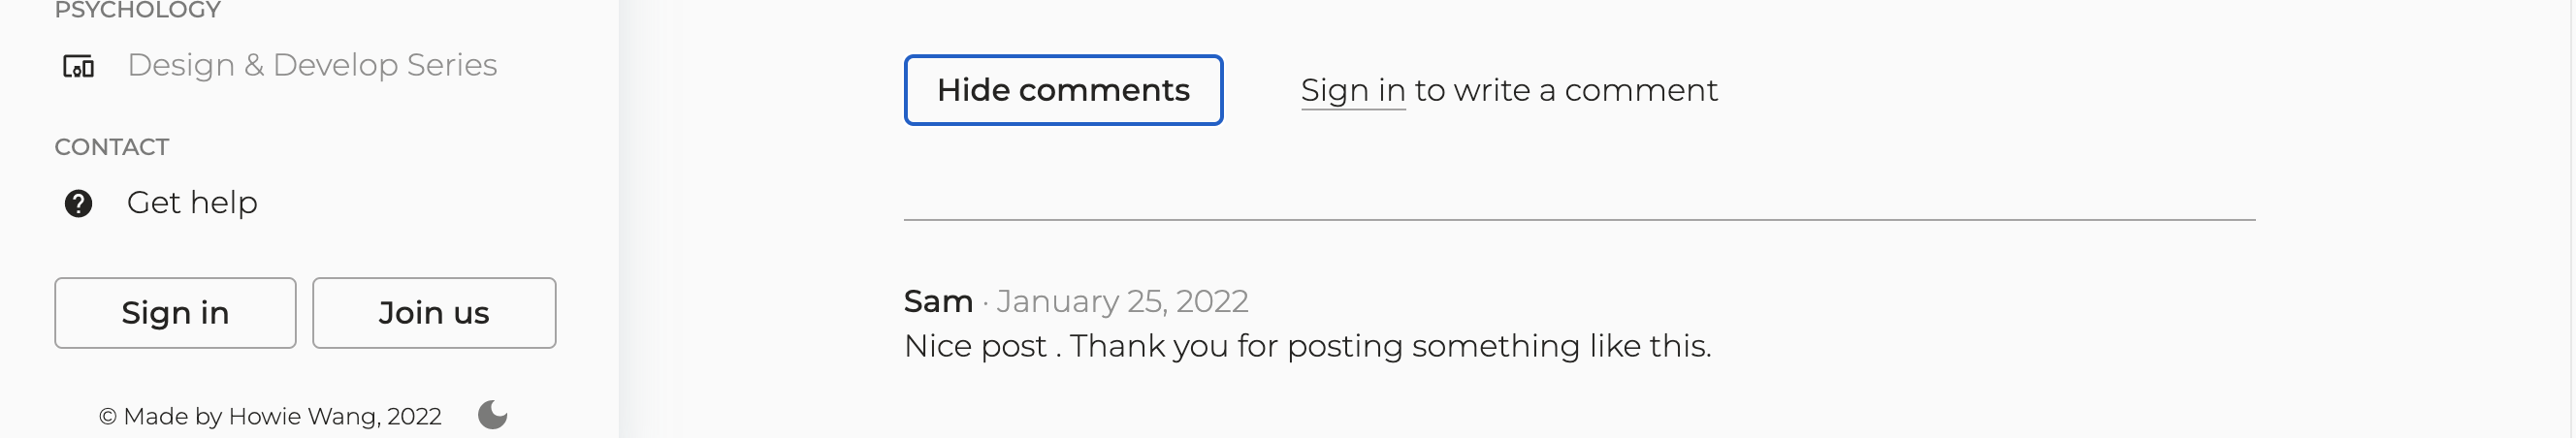 PSYCHOLOGY
Design & Develop Series
CONTACT
Get help
Sign in
Join us
© Made by Howie Wang, 2022
Hide comments
Sign in to write a comment
Sam · January 25, 2022
Nice post . Thank you for posting something like this.